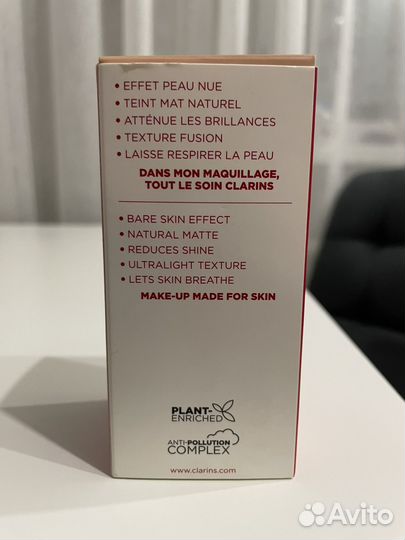 • EFFET PEAU NUE
• TEINT MAT NATUREL
• ATTÉNUE LES BRILLANCES
• TEXTURE FUSION
• LAISSE RESPIRER LA PEAU
DANS MON MAQUILLAGE,
TOUT LE SOIN CLARINS
• BARE SKIN EFFECT
• NATURAL MATTE
• REDUCES SHINE
• ULTRALIGHT TEXTURE
• LETS SKIN BREATHE
MAKE-UP MADE FOR SKIN
PLANT-
ENRICHED
ANTI-POLLUTION
COMPLEX
www.clarins.com
Avito